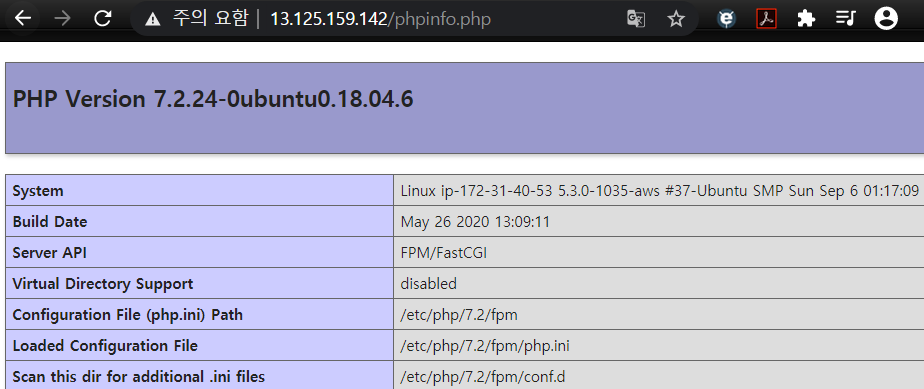 주의 요함 | 13.125.159.142/phpinfo.php
PHP Version 7.2.24-0ubuntu0.18.04.6
System Linux ip-172-31-40-53 5.3.0-1035-aws #37-Ubuntu SMP Sun Sep 6 01:17:09
Build Date May 26 2020 13:09:11
Server API FPM/FastCGI
Virtual Directory Support disabled
Configuration File (php.ini) Path /etc/php/7.2/fpm
Loaded Configuration File /etc/php/7.2/fpm/php.ini
Scan this dir for additional .ini files /etc/php/7.2/fpm/conf.d